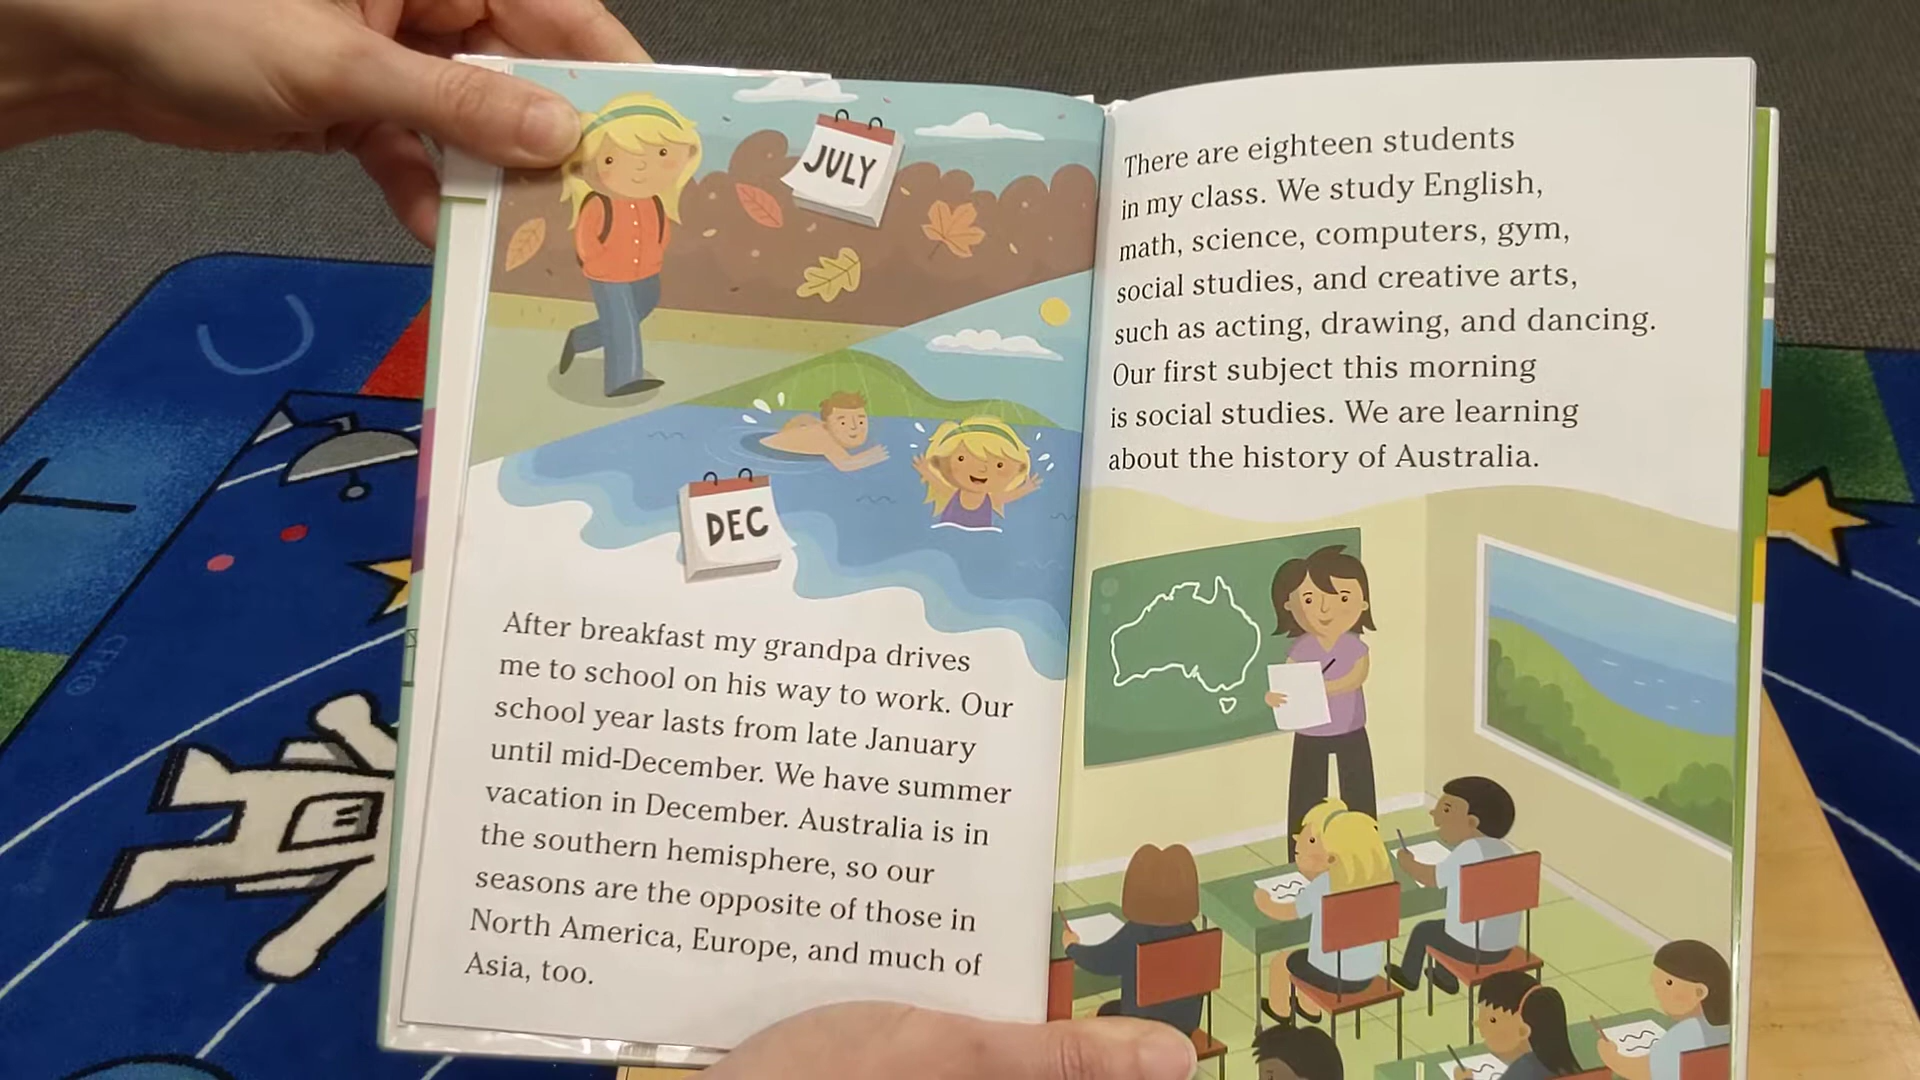 JULY
DEC
After breakfast my grandpa drives
me to school on his way to work. Our
school year lasts from late January
until mid-December. We have summer
vacation in December. Australia is in
the southern hemisphere, so our
seasons are the opposite of those in
North America, Europe, and much of
Asia, too.
There are eighteen students
in my class. We study English,
math, science, computers, gym,
social studies, and creative arts,
such as acting, drawing, and dancing.
Our first subject this morning
is social studies. We are learning
about the history of Australia.